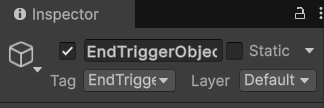 Inspector
EndTriggerObjec Static
Tag EndTrigge Layer Default